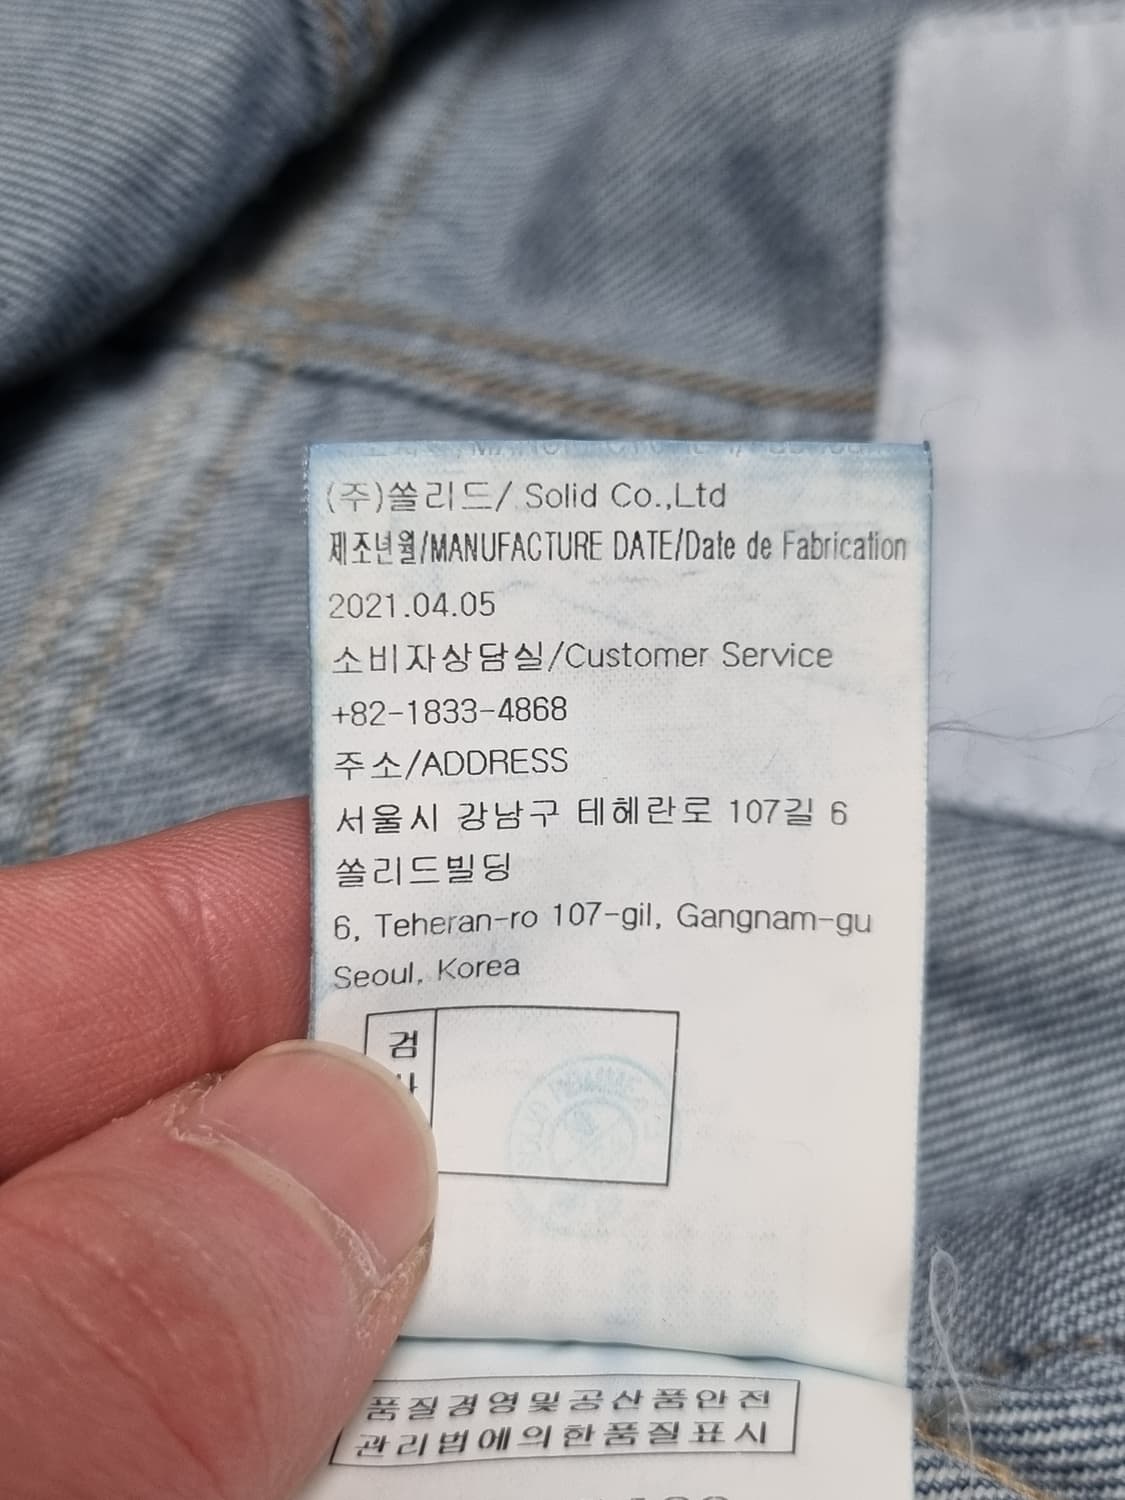 (주)쏠리드/ Solid Co.,Ltd
제조년월/MANUFACTURE DATE/Date de Fabrication
2021.04.05
소비자상담실/Customer Service
+82-1833-4868
주소/ADDRESS
서울시 강남구 테헤란로 107길 6
쏠리드빌딩
6, Teheran-ro 107-gil, Gangnam-gu
Seoul, Korea
검
품질경영및공산품안전
관리법에의한품질표시